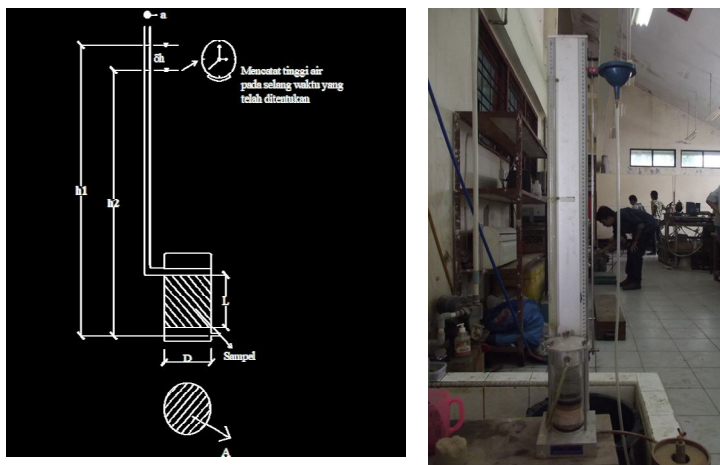 a
δh
Mencatat tinggi air
pada selang waktu yang
telah ditentukan
h1
h2
L
Sampel
D
A